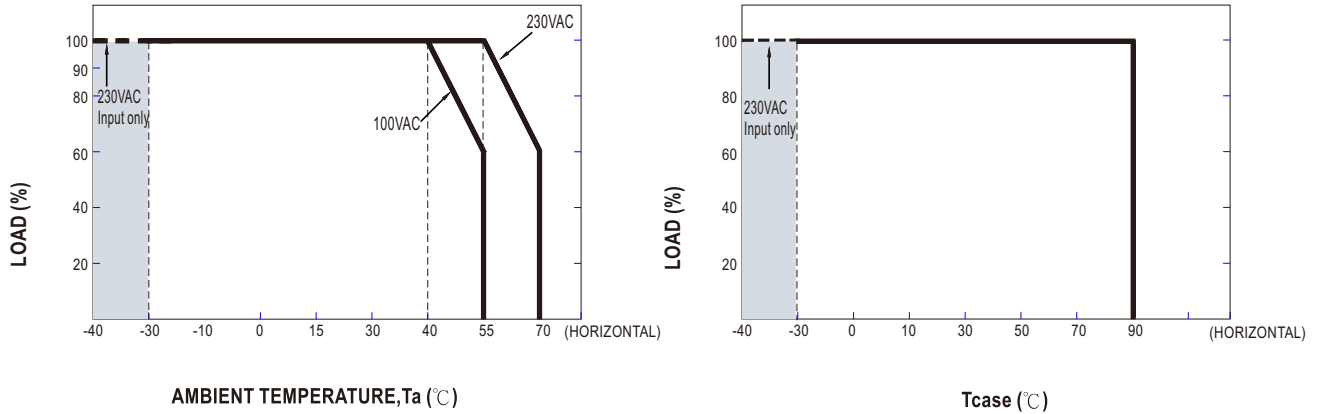 230VAC
100
90
80
60
40
20
230VAC
Input only
100VAC
LOAD (%)
-40 -30 -10 0 15 30 40 55 70 (HORIZONTAL)
AMBIENT TEMPERATURE,Ta (℃)
100
80
60
40
20
230VAC
Input only
LOAD (%)
-40 -30 0 10 30 50 70 90 (HORIZONTAL)
Tcase (℃)